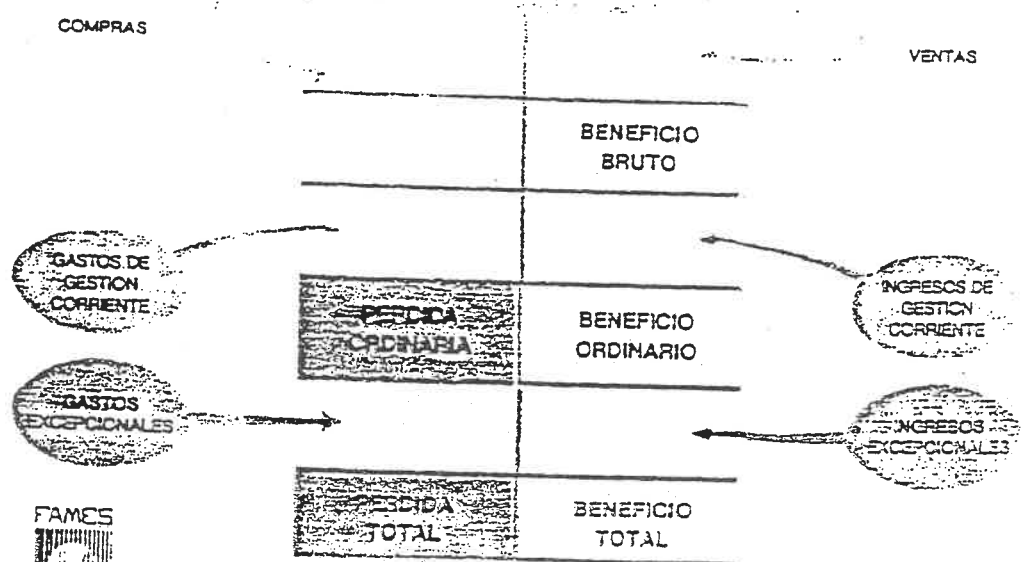 COMPRAS
VENTAS
BENEFICIO
BRUTO
GASTOS DE
GESTION
CORRIENTE
INGRESOS DE
GESTION
CORRIENTE
PERDIDA
ORDINARIA
BENEFICIO
ORDINARIO
GASTOS
EXCEPCIONALES
INGRESOS
EXCEPCIONALES
PERDIDA
TOTAL
BENEFICIO
TOTAL
FAMES